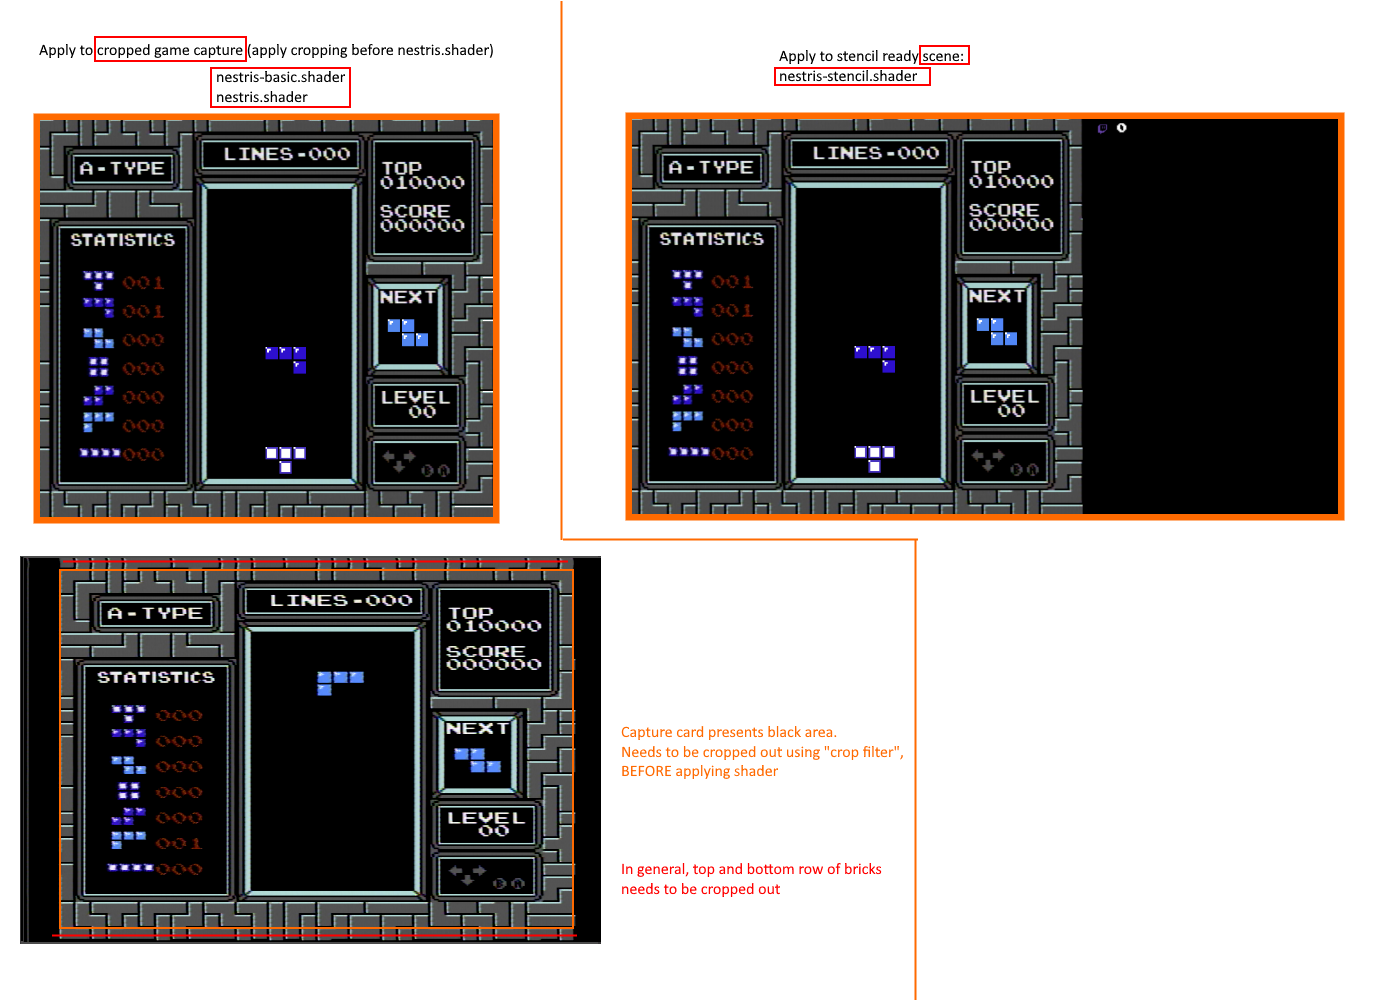 Apply to cropped game capture (apply cropping before nestris.shader)
nestris-basic.shader
nestris.shader
A-TYPE
LINES-000
TOP
010000
SCORE
000000
STATISTICS
001
001
000
000
000
000
000
NEXT
LEVEL
00
B A
Apply to stencil ready scene:
nestris-stencil.shader
A-TYPE
LINES-000
TOP
010000
SCORE
000000
STATISTICS
001
001
000
000
000
000
000
NEXT
LEVEL
00
B A
0
A-TYPE
LINES-000
TOP
010000
SCORE
000000
STATISTICS
000
000
000
000
000
001
000
NEXT
LEVEL
00
B A
Capture card presents black area.
Needs to be cropped out using "crop filter",
BEFORE applying shader
In general, top and bottom row of bricks
needs to be cropped out